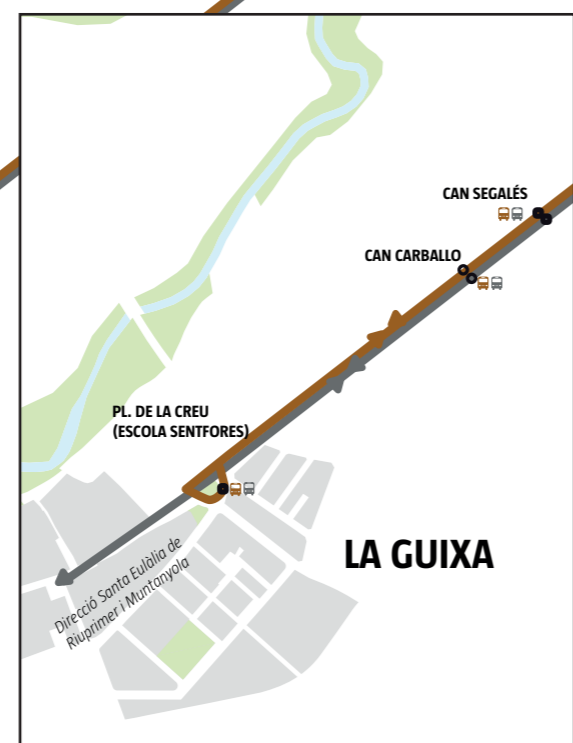 CAN SEGALÉS
CAN CARBALLO
PL. DE LA CREU
(ESCOLA SENTFORES)
LA GUIXA
Direcció Santa Eulàlia de
Riuprimer i Muntanyola